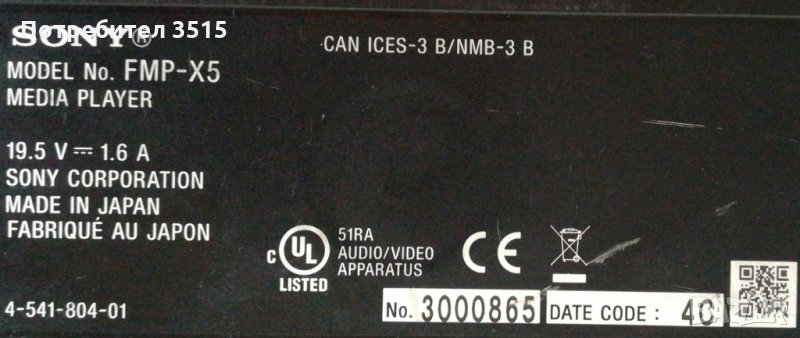 Потребител 3515
SONY®
CAN ICES-3 B/NMB-3 B
MODEL No. FMP-X5
MEDIA PLAYER
19.5 V⎓ 1.6 A
SONY CORPORATION
MADE IN JAPAN
FABRIQUÉ AU JAPON
C UL
LISTED
51RA
AUDIO/VIDEO
APPARATUS
CE
4-541-804-01
No. 3000865
DATE CODE : 4C